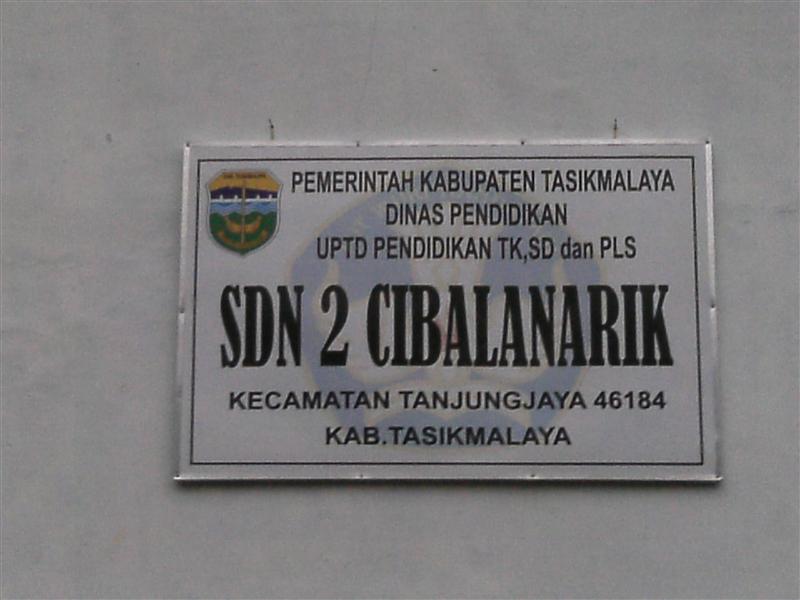 PEMERINTAH KABUPATEN TASIKMALAYA
DINAS PENDIDIKAN
UPTD PENDIDIKAN TK,SD dan PLS
SDN 2 CIBALANARIK
KECAMATAN TANJUNGJAYA 46184
KAB.TASIKMALAYA